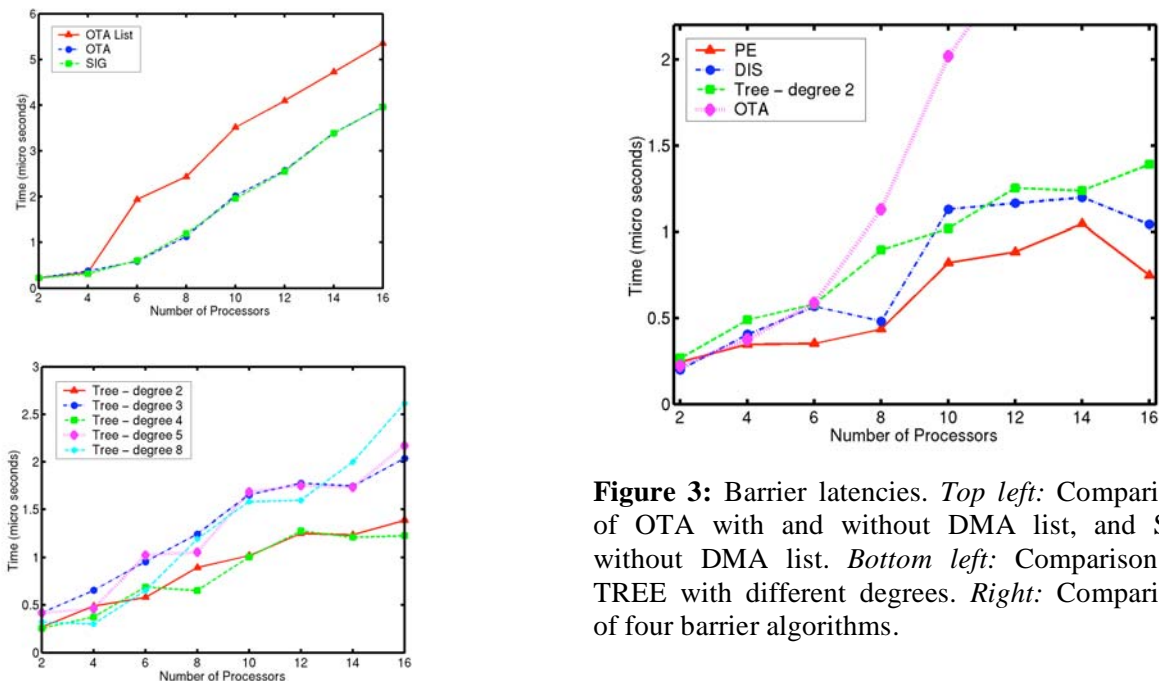 6
5
4
3
2
1
0
Time (micro seconds)
OTA List
OTA
SIG
2 4 6 8 10 12 14 16
Number of Processors
3
2.5
2
1.5
1
0.5
0
Time (micro seconds)
Tree – degree 2
Tree – degree 3
Tree – degree 4
Tree – degree 5
Tree – degree 8
2 4 6 8 10 12 14 16
Number of Processors
2
1.5
1
0.5
0
Time (micro seconds)
PE
DIS
Tree – degree 2
OTA
2 4 6 8 10 12 14 16
Number of Processors
Figure 3: Barrier latencies. Top left: Compari
of OTA with and without DMA list, and S
without DMA list. Bottom left: Comparison
TREE with different degrees. Right: Compari
of four barrier algorithms.